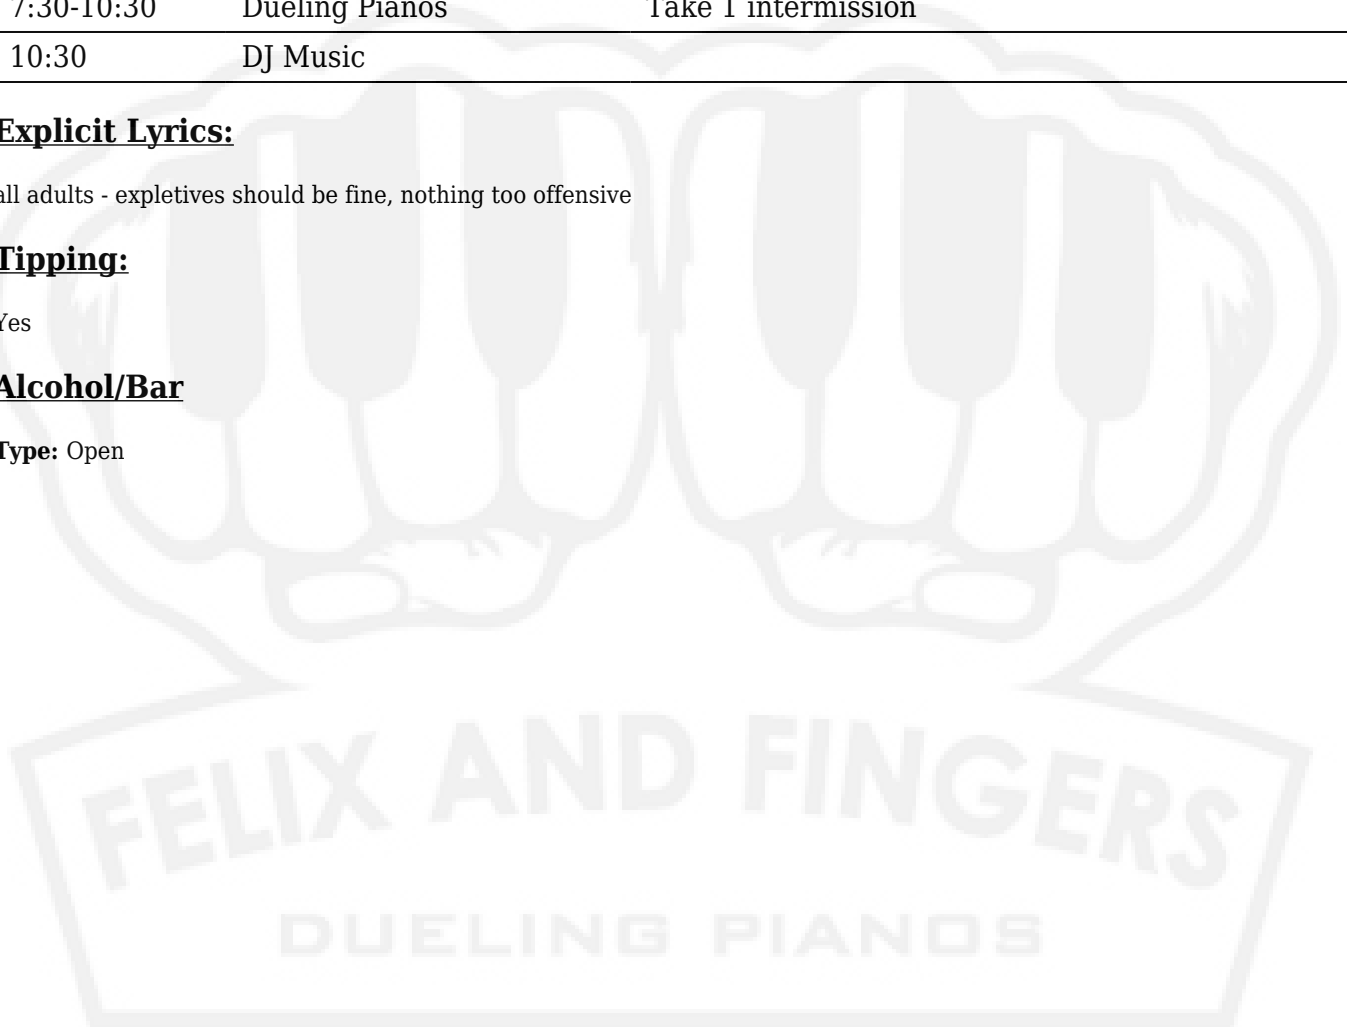 7:30-10:30 Dueling Pianos Take 1 intermission
10:30 DJ Music
Explicit Lyrics:
all adults - expletives should be fine, nothing too offensive
Tipping:
Yes
Alcohol/Bar
Type: Open
FELIX AND FINGERS
DUELING PIANOS